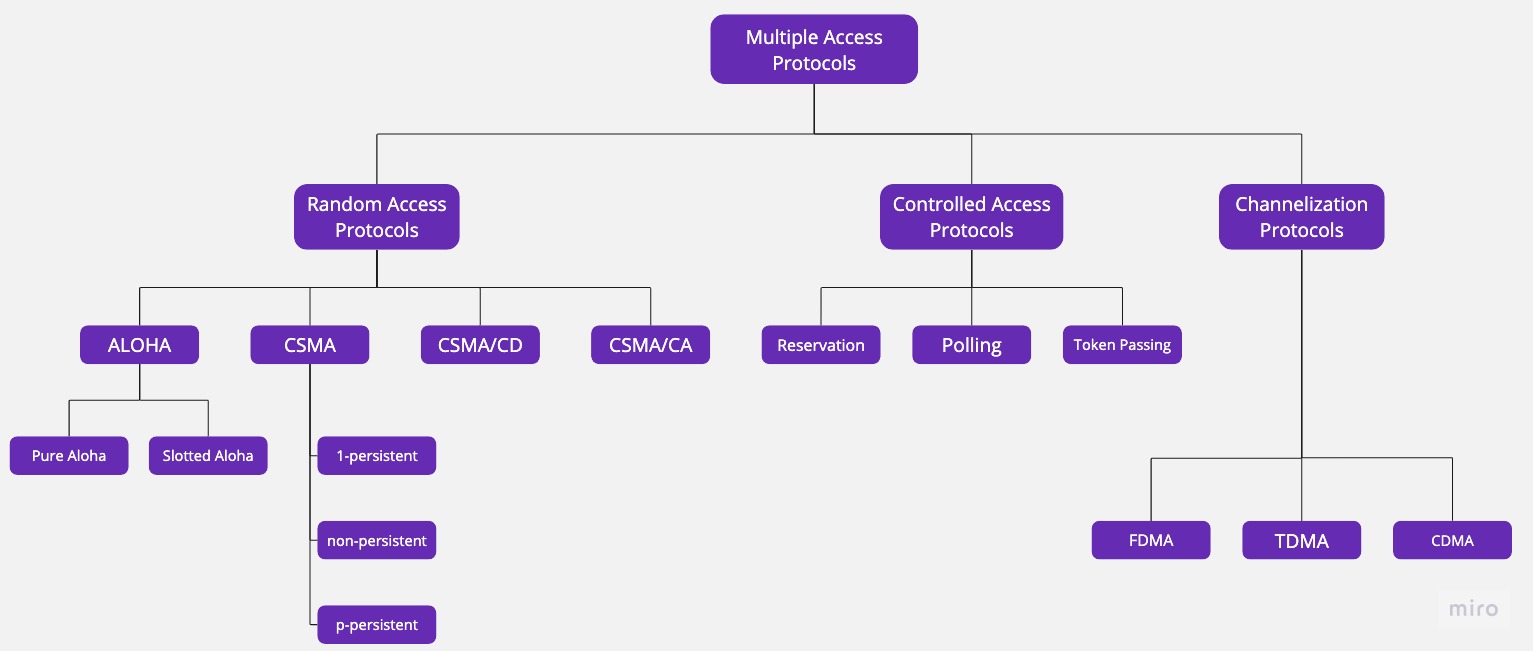 Multiple Access
Protocols
Random Access
Protocols
Controlled Access
Protocols
Channelization
Protocols
ALOHA
CSMA
CSMA/CD
CSMA/CA
Reservation
Polling
Token Passing
Pure Aloha
Slotted Aloha
1-persistent
non-persistent
p-persistent
FDMA
TDMA
CDMA
miro